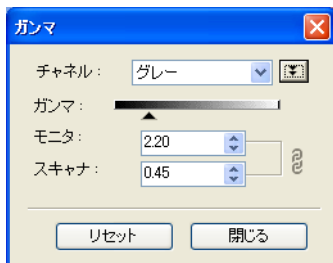 ガンマ
チャネル： グレー
ガンマ：
モニタ： 2.20
スキャナ： 0.45
リセット 閉じる